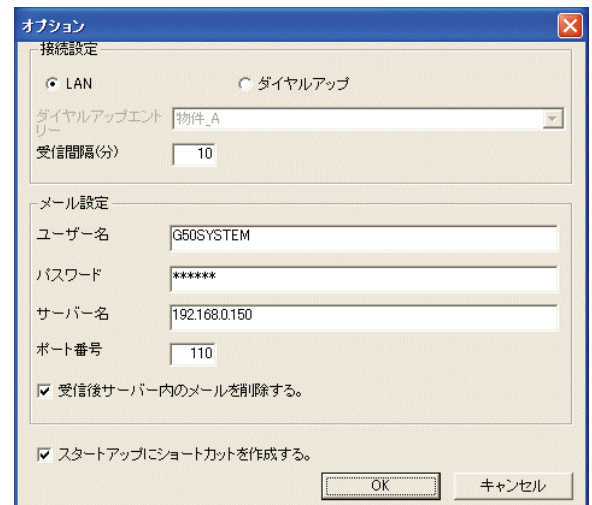 オプション
接続設定
LAN
ダイヤルアップ
ダイヤルアップエント
リー
物件_A
受信間隔(分)
10
メール設定
ユーザー名
G50SYSTEM
パスワード
******
サーバー名
192.168.0.150
ポート番号
110
受信後サーバー内のメールを削除する。
スタートアップにショートカットを作成する。
OK
キャンセル